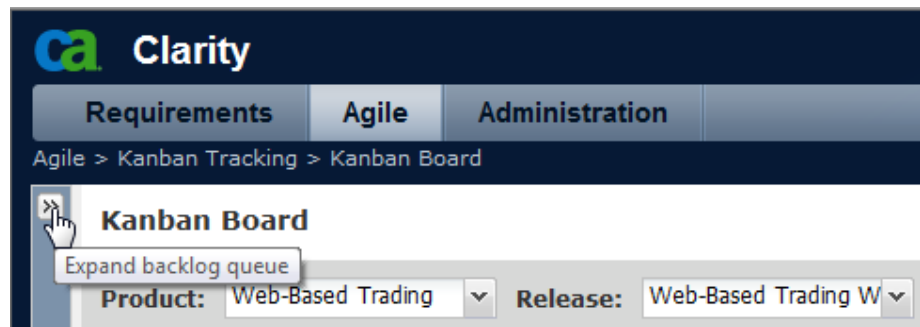 ca Clarity
Requirements Agile Administration
Agile > Kanban Tracking > Kanban Board
»
Kanban Board
Expand backlog queue
Product: Web-Based Trading Release: Web-Based Trading W